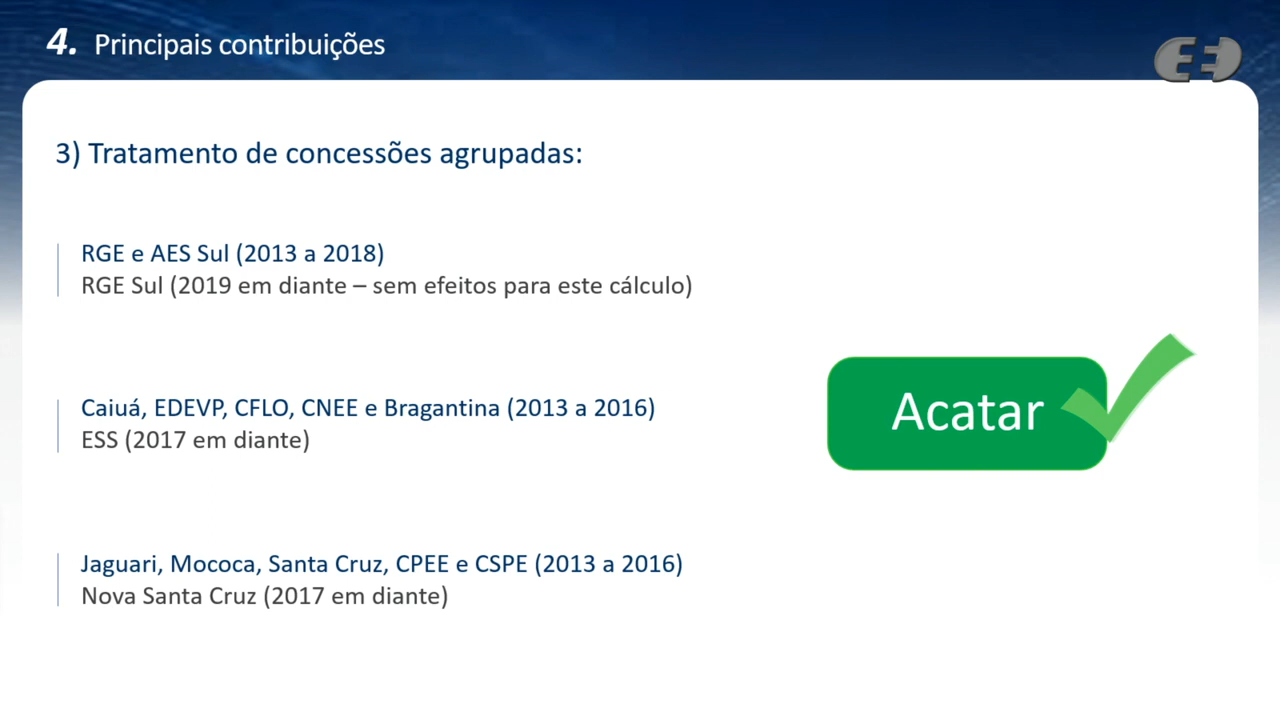 4. Principais contribuições
3) Tratamento de concessões agrupadas:
RGE e AES Sul (2013 a 2018)
RGE Sul (2019 em diante – sem efeitos para este cálculo)
Caiuá, EDEVP, CFLO, CNEE e Bragantina (2013 a 2016)
ESS (2017 em diante)
Acatar
Jaguari, Mococa, Santa Cruz, CPEE e CSPE (2013 a 2016)
Nova Santa Cruz (2017 em diante)